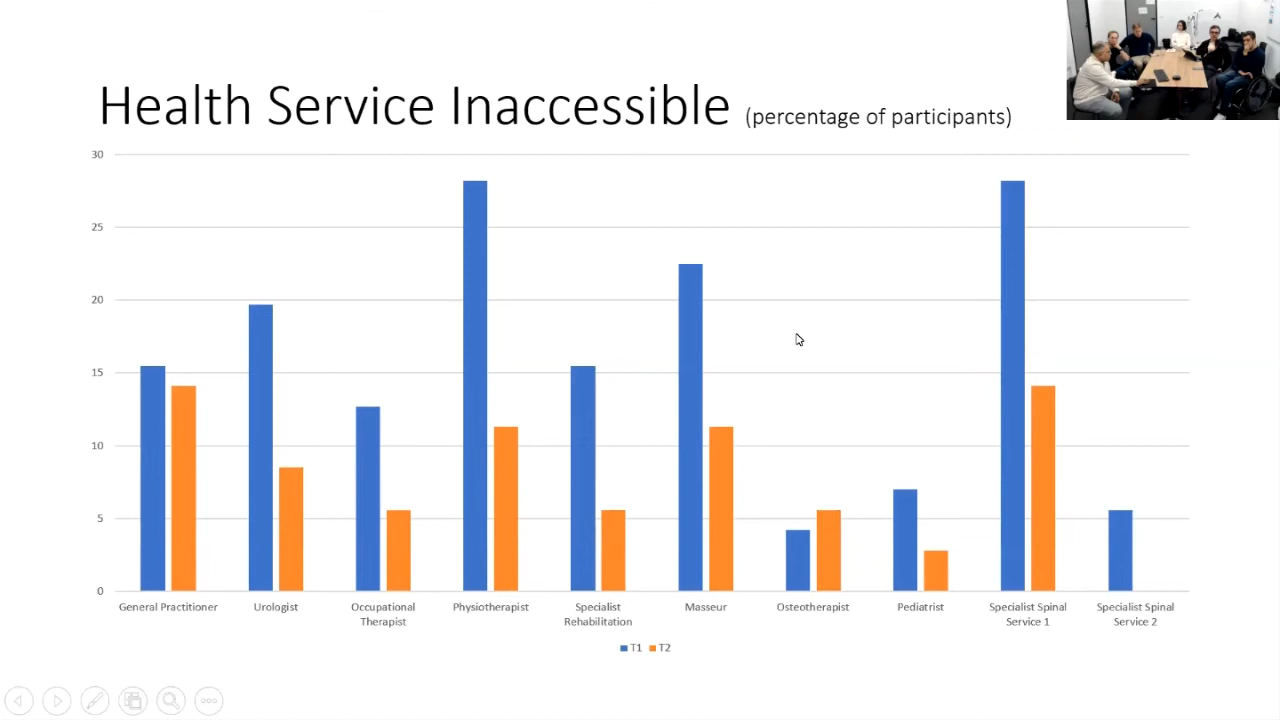 Health Service Inaccessible (percentage of participants)
30
25
20
15
10
5
0
General Practitioner
Urologist
Occupational
Therapist
Physiotherapist
Specialist
Rehabilitation
Masseur
Osteotherapist
Pediatrist
Specialist Spinal
Service 1
Specialist Spinal
Service 2
T1 T2